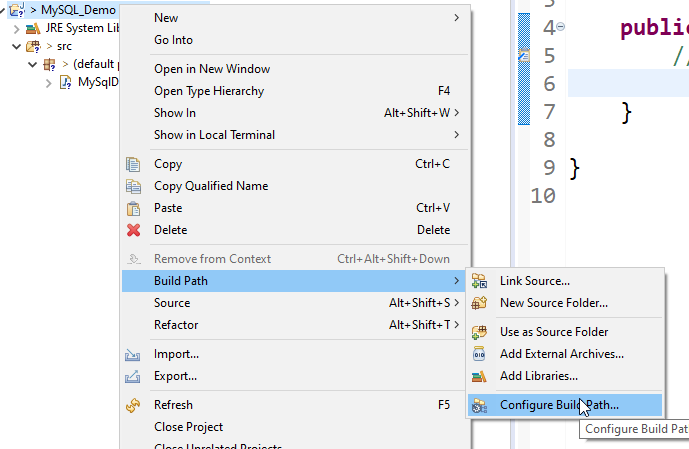 > MySQL_Demo
JRE System Lib
> src
> (default p
MySqlD
New
Go Into
Open in New Window
Open Type Hierarchy F4
Show In Alt+Shift+W >
Show in Local Terminal
Copy Ctrl+C
Copy Qualified Name
Paste Ctrl+V
Delete Delete
Remove from Context Ctrl+Alt+Shift+Down
Build Path
Source Alt+Shift+S >
Refactor Alt+Shift+T >
Import...
Export...
Refresh F5
Close Project
Close Unrelated Projects
Link Source...
New Source Folder...
Use as Source Folder
Add External Archives...
Add Libraries...
Configure Build Path...
Configure Build Pat
4 public
5 //
6
7 }
8
9 }
10